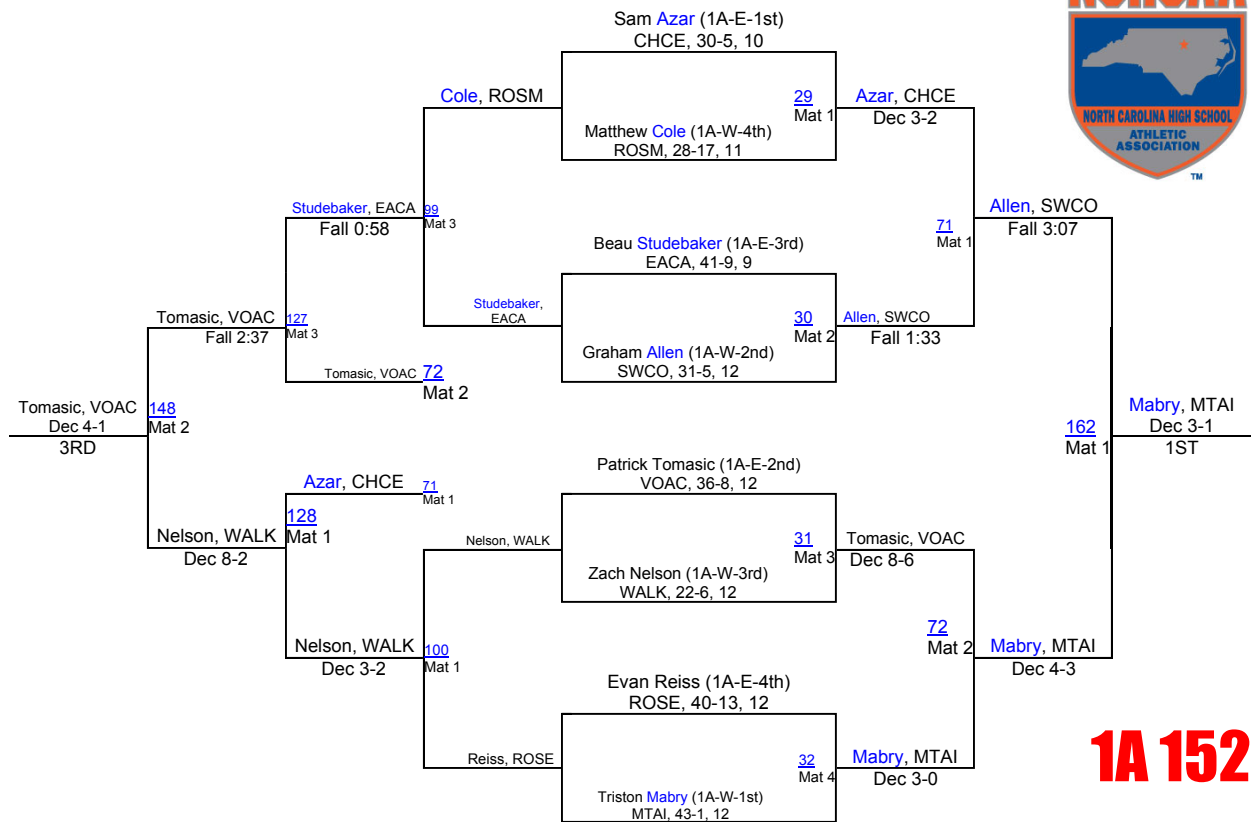 NCHSAA
NORTH CAROLINA HIGH SCHOOL
ATHLETIC
ASSOCIATION
TM
Sam Azar (1A-E-1st)
CHCE, 30-5, 10
Cole, ROSM
29
Mat 1
Azar, CHCE
Dec 3-2
Matthew Cole (1A-W-4th)
ROSM, 28-17, 11
Studebaker, EACA
Fall 0:58
99
Mat 3
Allen, SWCO
Fall 3:07
71
Mat 1
Beau Studebaker (1A-E-3rd)
EACA, 41-9, 9
Studebaker,
EACA
30
Mat 2
Allen, SWCO
Fall 1:33
Tomasic, VOAC
Fall 2:37
127
Mat 3
Graham Allen (1A-W-2nd)
SWCO, 31-5, 12
Tomasic, VOAC
72
Mat 2
Tomasic, VOAC
Dec 4-1
3RD
148
Mat 2
162
Mat 1
Mabry, MTAI
Dec 3-1
1ST
Patrick Tomasic (1A-E-2nd)
VOAC, 36-8, 12
Azar, CHCE
71
Mat 1
128
Mat 1
Nelson, WALK
Dec 8-2
Nelson, WALK
31
Mat 3
Tomasic, VOAC
Dec 8-6
Zach Nelson (1A-W-3rd)
WALK, 22-6, 12
72
Mat 2
Nelson, WALK
Dec 3-2
100
Mat 1
Mabry, MTAI
Dec 4-3
Evan Reiss (1A-E-4th)
ROSE, 40-13, 12
Reiss, ROSE
32
Mat 4
Mabry, MTAI
Dec 3-0
Triston Mabry (1A-W-1st)
MTAI, 43-1, 12
1A 152